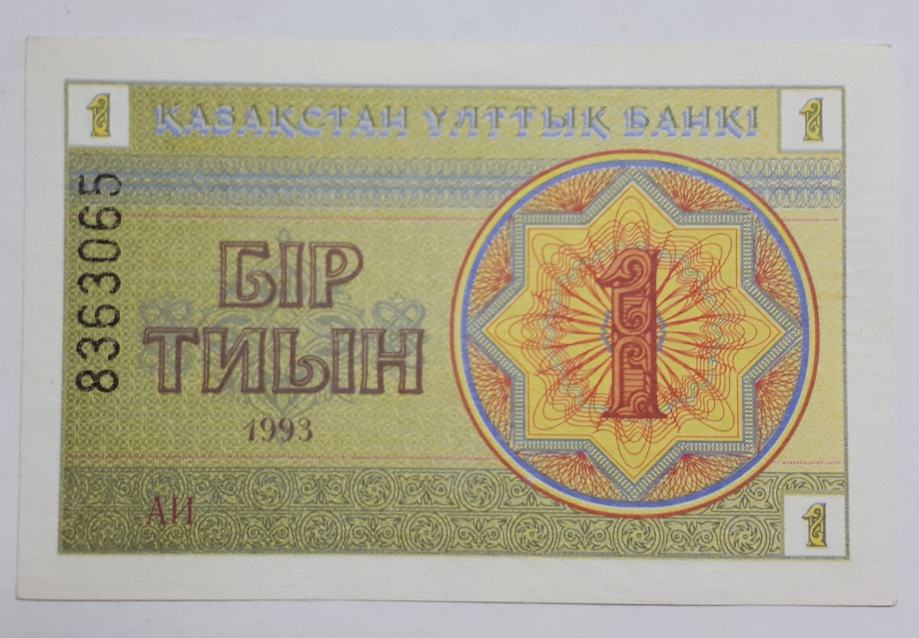 1
ҚАЗАҚСТАН ҰЛТТЫҚ БАНКІ
1
8363065
БІР
ТИЫН
1993
1
АИ
1